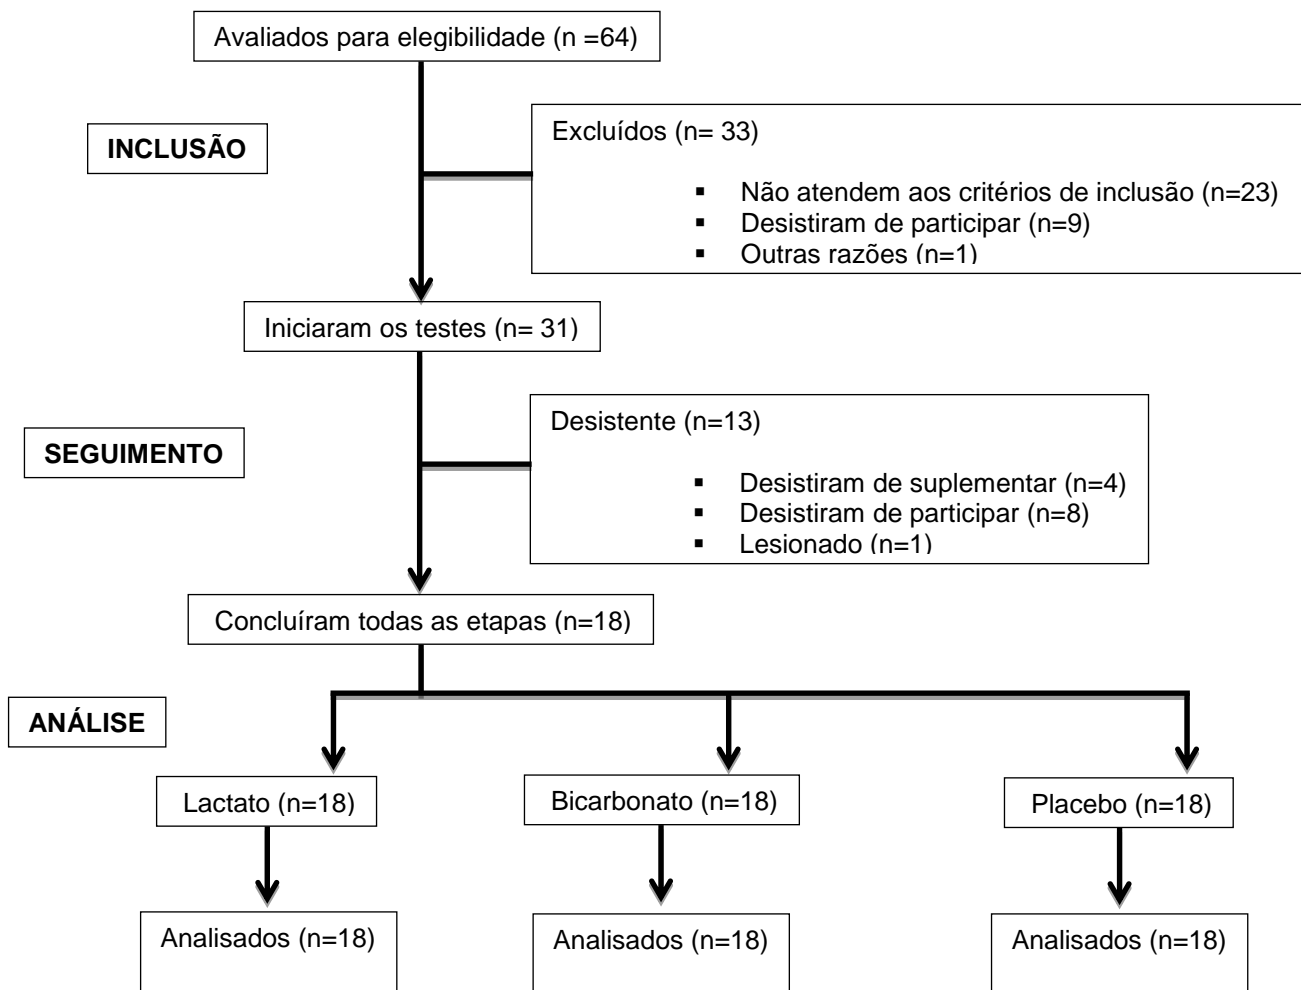 Avaliados para elegibilidade (n =64)
INCLUSÃO
Excluídos (n= 33)
▪ Não atendem aos critérios de inclusão (n=23)
▪ Desistiram de participar (n=9)
▪ Outras razões (n=1)
Iniciaram os testes (n= 31)
SEGUIMENTO
Desistente (n=13)
▪ Desistiram de suplementar (n=4)
▪ Desistiram de participar (n=8)
▪ Lesionado (n=1)
Concluíram todas as etapas (n=18)
ANÁLISE
Lactato (n=18)
Bicarbonato (n=18)
Placebo (n=18)
Analisados (n=18)
Analisados (n=18)
Analisados (n=18)